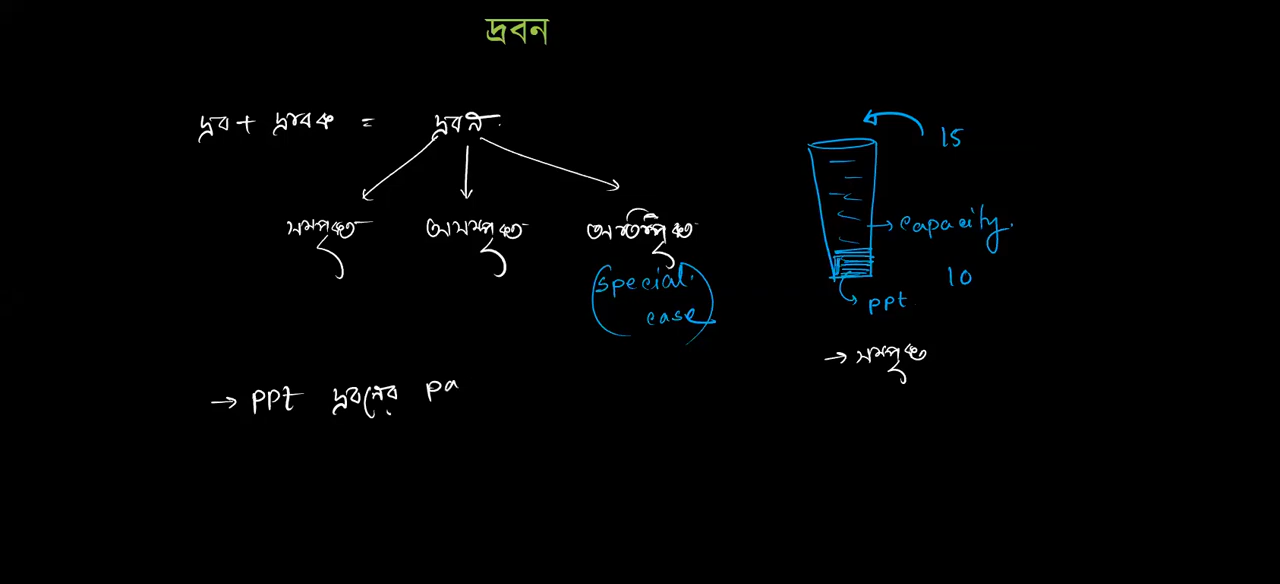 দ্রবন
দ্রব + দ্রাবক = দ্রবন
সম্পৃক্ত অসম্পৃক্ত অতিপৃক্ত
special case
15
capacity.
10
ppt
→ সম্পৃক্ত
→ ppt দ্রবনের pa